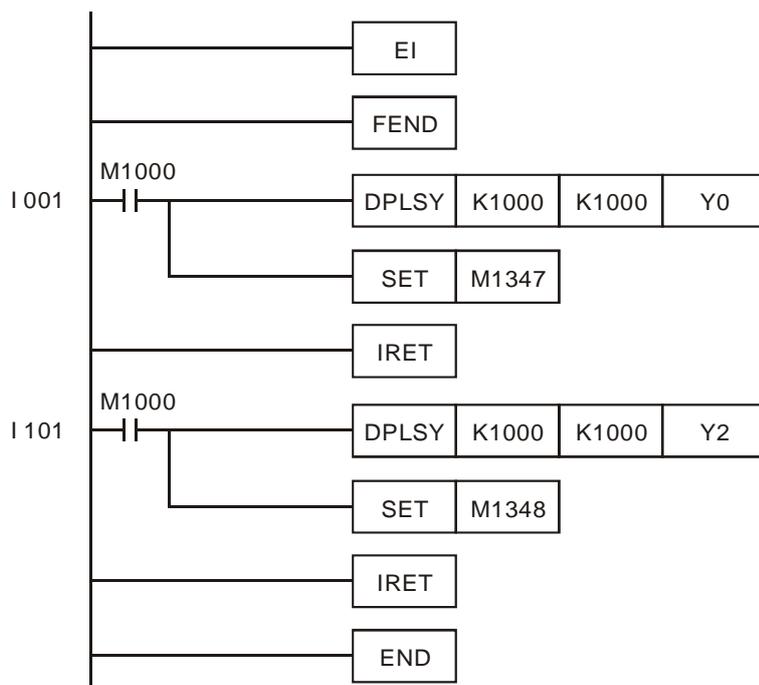 EI
FEND
M1000
I 001
DPLSY K1000 K1000 Y0
SET M1347
IRET
M1000
I 101
DPLSY K1000 K1000 Y2
SET M1348
IRET
END